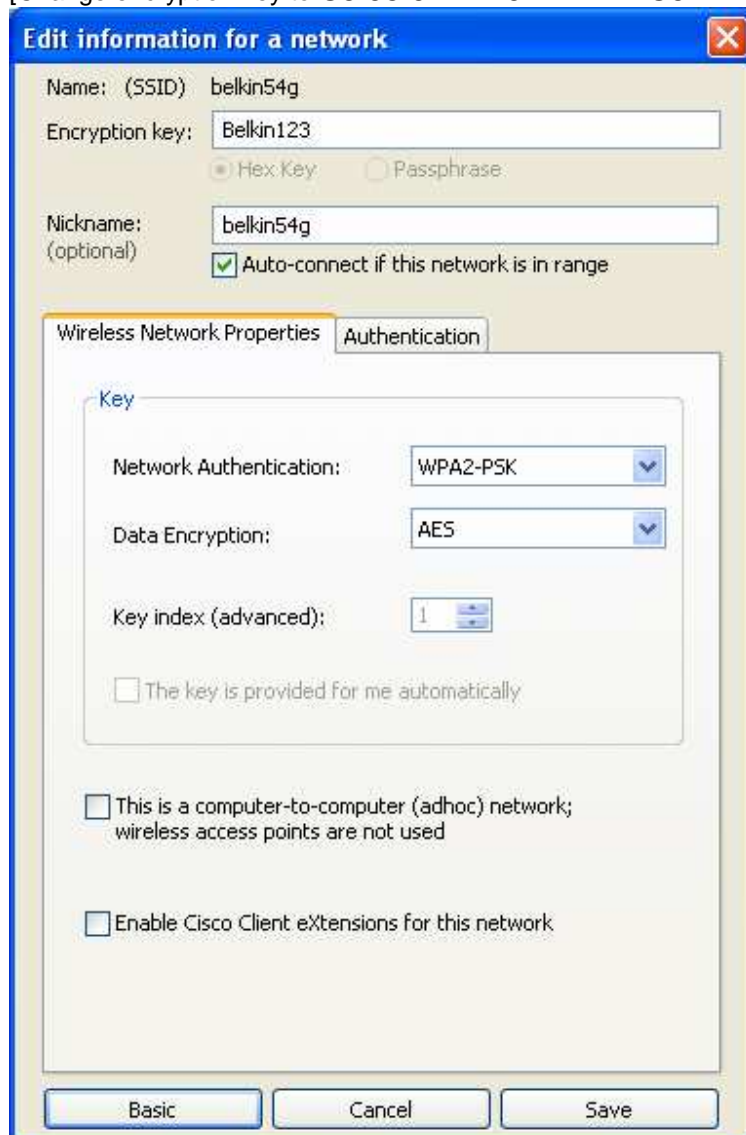 Edit information for a network
Name: (SSID) belkin54g
Encryption key: Belkin123
Hex Key Passphrase
Nickname: belkin54g
(optional)
Auto-connect if this network is in range
Wireless Network Properties Authentication
Key
Network Authentication: WPA2-PSK
Data Encryption: AES
Key index (advanced): 1
The key is provided for me automatically
This is a computer-to-computer (adhoc) network;
wireless access points are not used
Enable Cisco Client eXtensions for this network
Basic Cancel Save